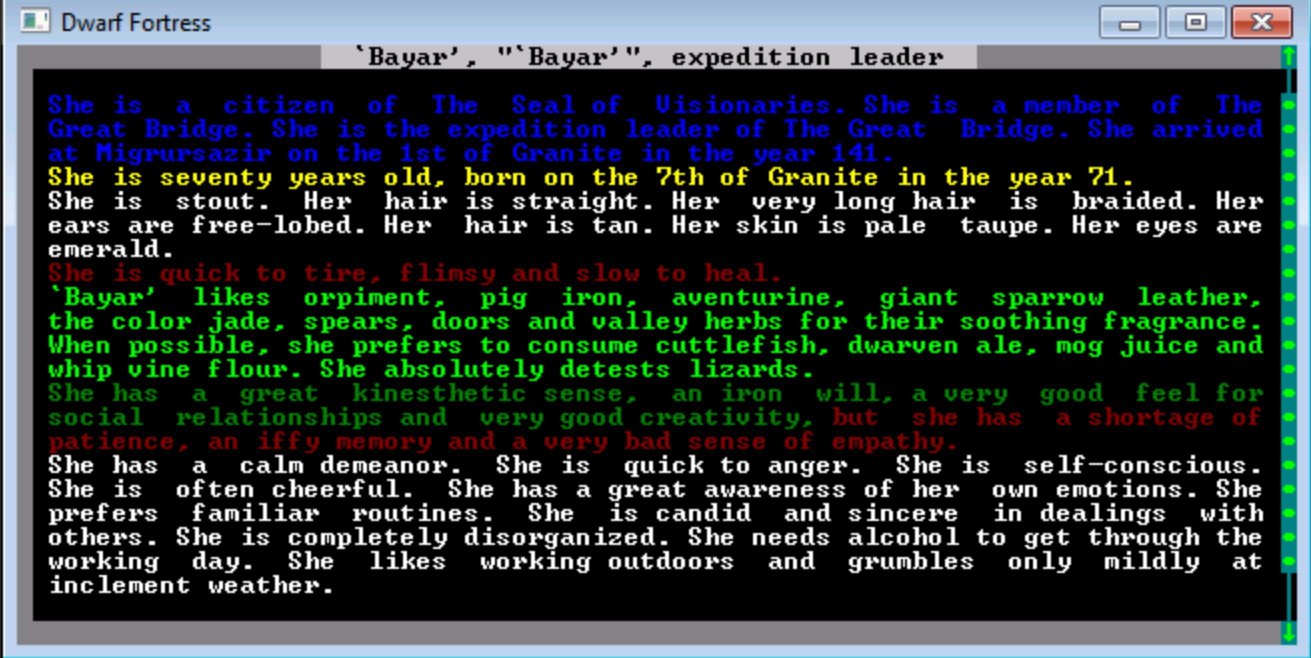 Dwarf Fortress
`Bayar', "`Bayar'", expedition leader
She is a citizen of The Seal of Visionaries. She is a member of The
Great Bridge. She is the expedition leader of The Great Bridge. She arrived
at Migrursazir on the 1st of Granite in the year 141.
She is seventy years old, born on the 7th of Granite in the year 71.
She is stout. Her hair is straight. Her very long hair is braided. Her
ears are free-lobed. Her hair is tan. Her skin is pale taupe. Her eyes are
emerald.
She is quick to tire, flimsy and slow to heal.
`Bayar' likes orpiment, pig iron, aventurine, giant sparrow leather,
the color jade, spears, doors and valley herbs for their soothing fragrance.
When possible, she prefers to consume cuttlefish, dwarven ale, mog juice and
whip vine flour. She absolutely detests lizards.
She has a great kinesthetic sense, an iron will, a very good feel for
social relationships and very good creativity, but she has a shortage of
patience, an iffy memory and a very bad sense of empathy.
She has a calm demeanor. She is quick to anger. She is self-conscious.
She is often cheerful. She has a great awareness of her own emotions. She
prefers familiar routines. She is candid and sincere in dealings with
others. She is completely disorganized. She needs alcohol to get through the
working day. She likes working outdoors and grumbles only mildly at
inclement weather.